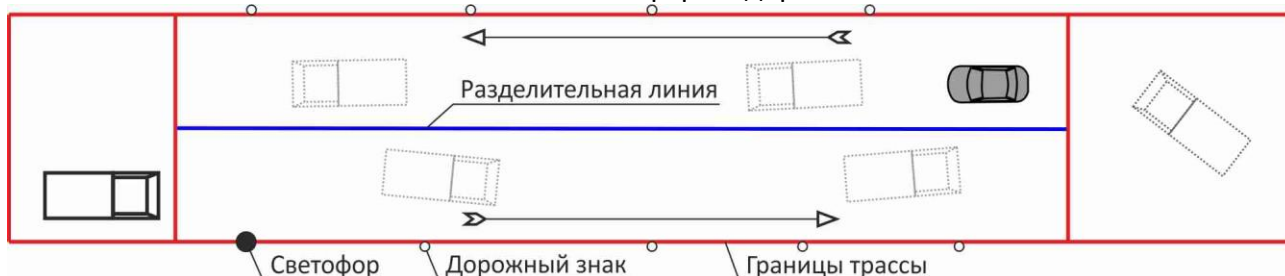 Разделительная линия
Светофор
Дорожный знак
Границы трассы